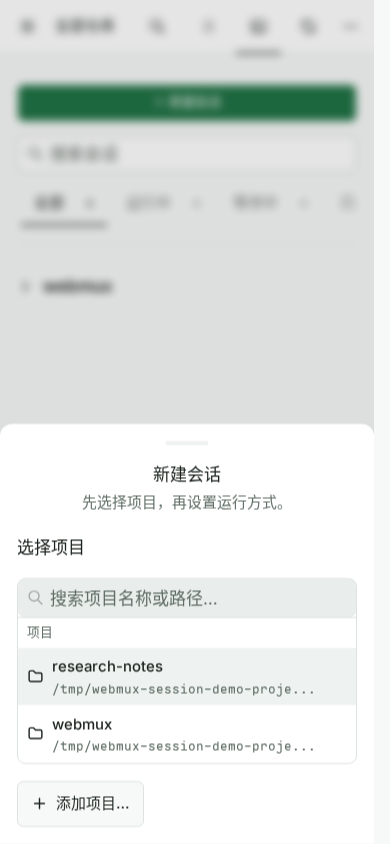 webmux
新建会话
先选择项目，再设置运行方式。
选择项目
搜索项目名称或路径...
项目
research-notes
/tmp/webmux-session-demo-proje...
webmux
/tmp/webmux-session-demo-proje...
+ 添加项目...